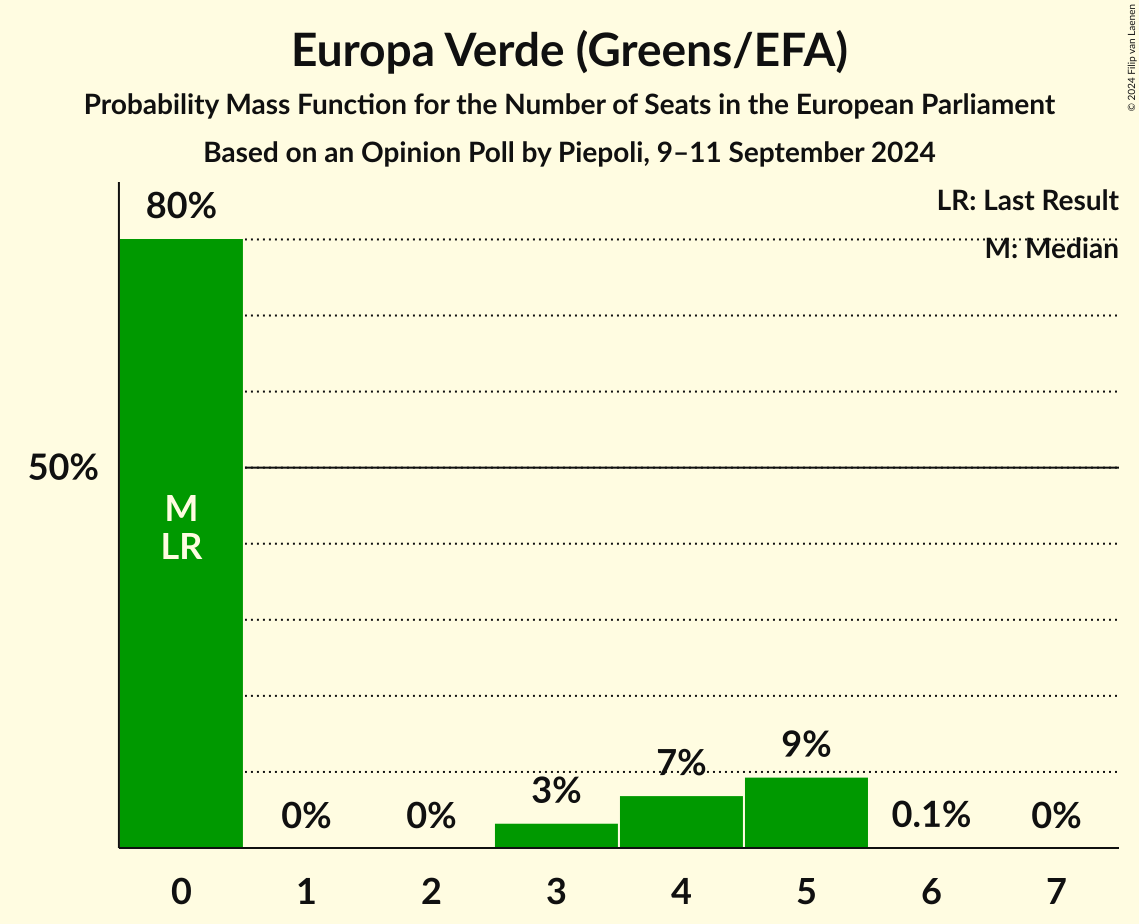 Europa Verde (Greens/EFA)
Probability Mass Function for the Number of Seats in the European Parliament
Based on an Opinion Poll by Piepoli, 9–11 September 2024
© 2024 Filip van Laenen
LR: Last Result
M: Median
80%
50%
M
LR
0%
0%
3%
7%
9%
0.1%
0%
0
1
2
3
4
5
6
7